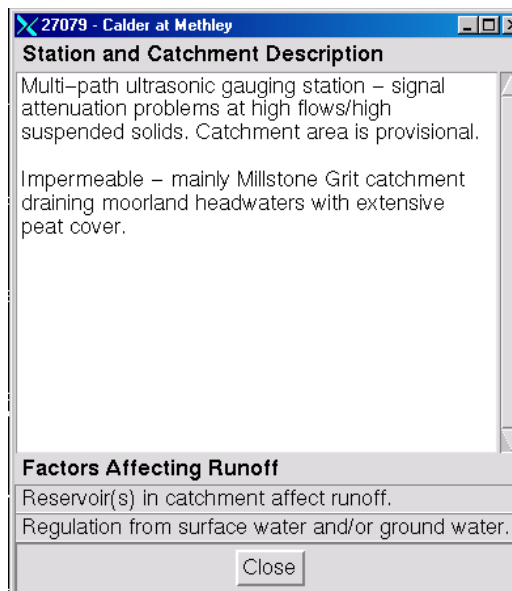 27079 - Calder at Methley
Station and Catchment Description
Multi–path ultrasonic gauging station – signal
attenuation problems at high flows/high
suspended solids. Catchment area is provisional.
Impermeable – mainly Millstone Grit catchment
draining moorland headwaters with extensive
peat cover.
Factors Affecting Runoff
Reservoir(s) in catchment affect runoff.
Regulation from surface water and/or ground water.
Close